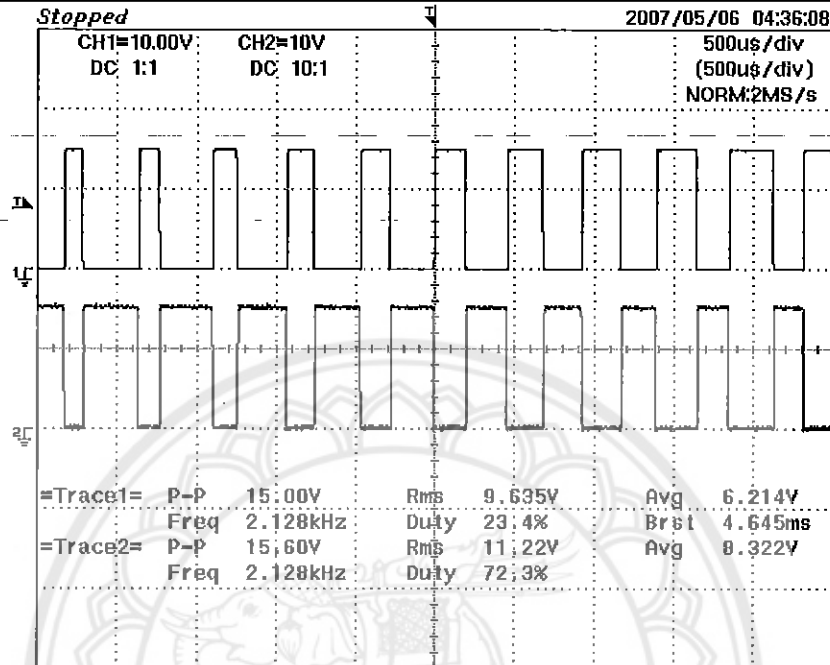 Stopped 2007/05/06 04:36:08
CH1=10.00V CH2=10V 500us/div
DC 1:1 DC 10:1 (500us/div)
NORM:2MS/s
T
T
1
2
=Trace1= P-P 15.00V Rms 9.635V Avg 6.214V
Freq 2.128kHz Duty 23.4% Brst 4.645ms
=Trace2= P-P 15.60V Rms 11.22V Avg 8.322V
Freq 2.128kHz Duty 72.3%